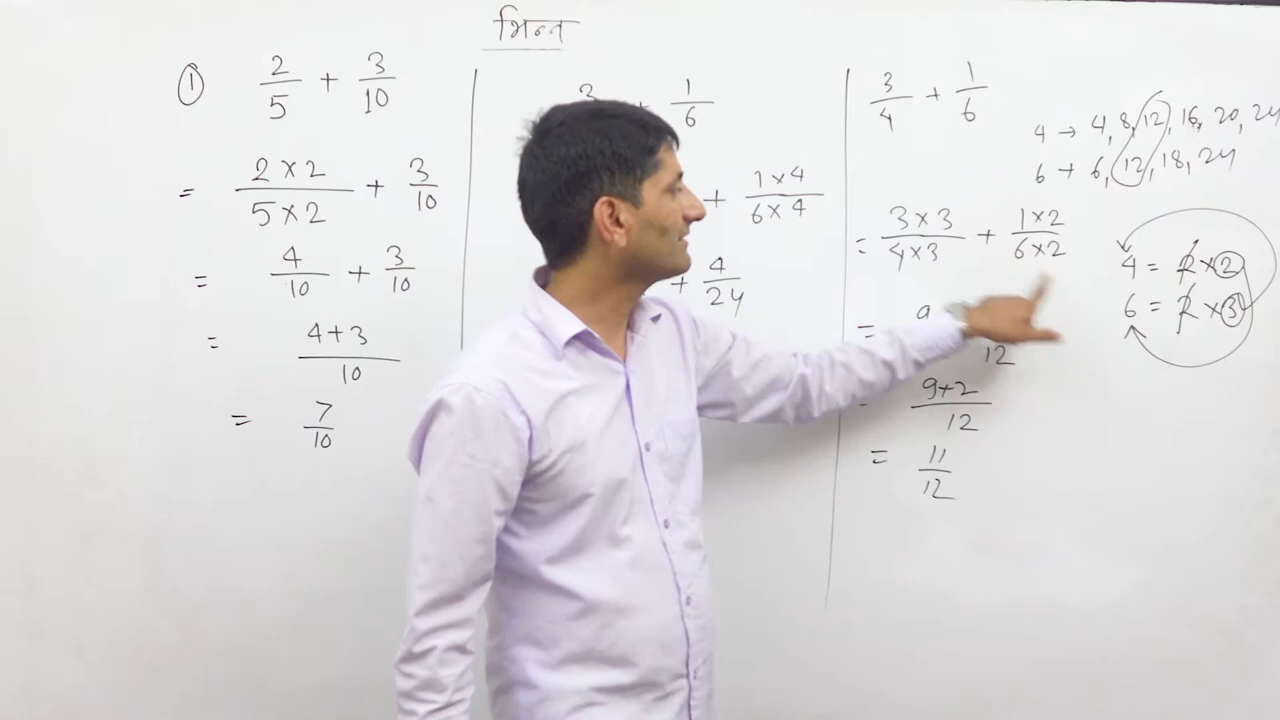 भिन्न
① 2/5 + 3/10
= (2×2)/(5×2) + 3/10
= 4/10 + 3/10
= (4+3)/10
= 7/10
3 + 1/6
+ (1×4)/(6×4)
+ 4/24
3/4 + 1/6
4 → 4, 8, 12, 16, 20, 24
6 → 6, 12, 18, 24
= (3×3)/(4×3) + (1×2)/(6×2)
4 = 2×2
6 = 2×3
= 9
12
= (9+2)/12
= 11/12